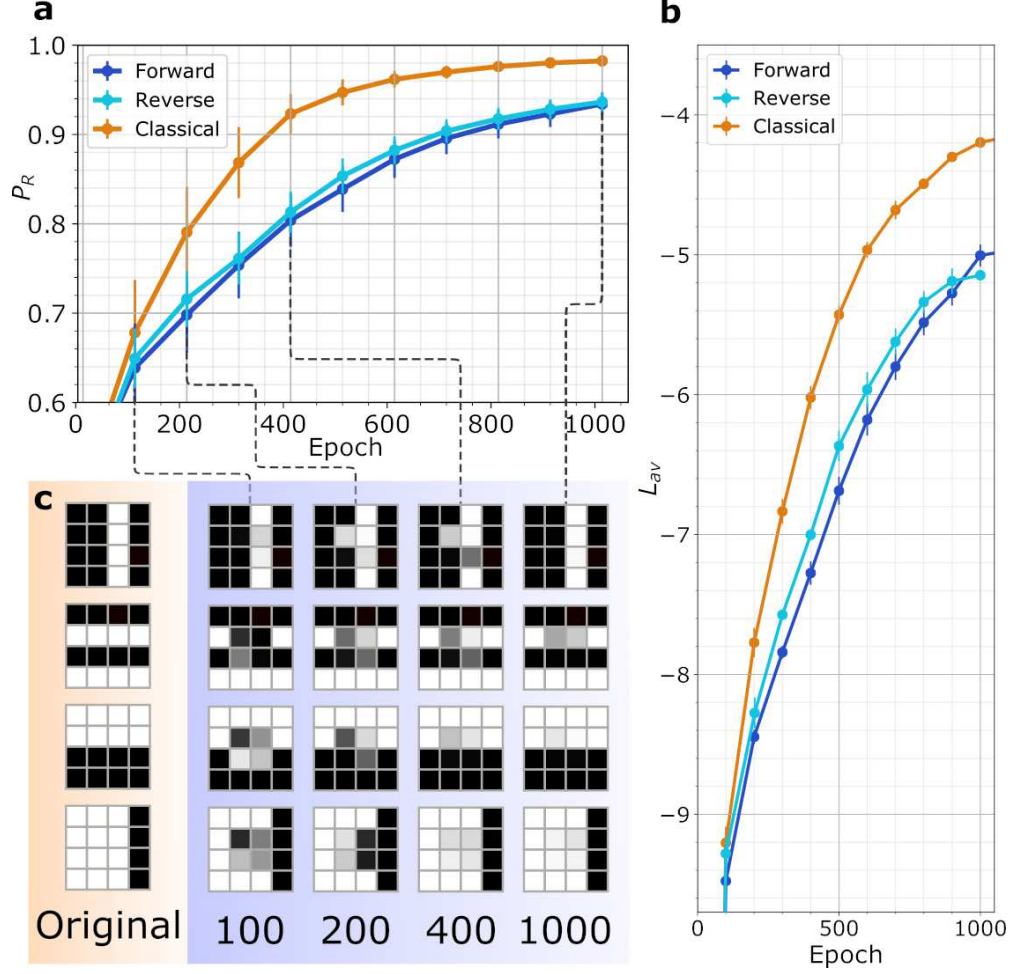 a
1.0
0.9
0.8
0.7
0.6
P_R
Forward
Reverse
Classical
0
200
400
600
800
1000
Epoch
b
−4
−5
−6
−7
−8
−9
L_av
Forward
Reverse
Classical
0
500
1000
Epoch
c
Original
100
200
400
1000